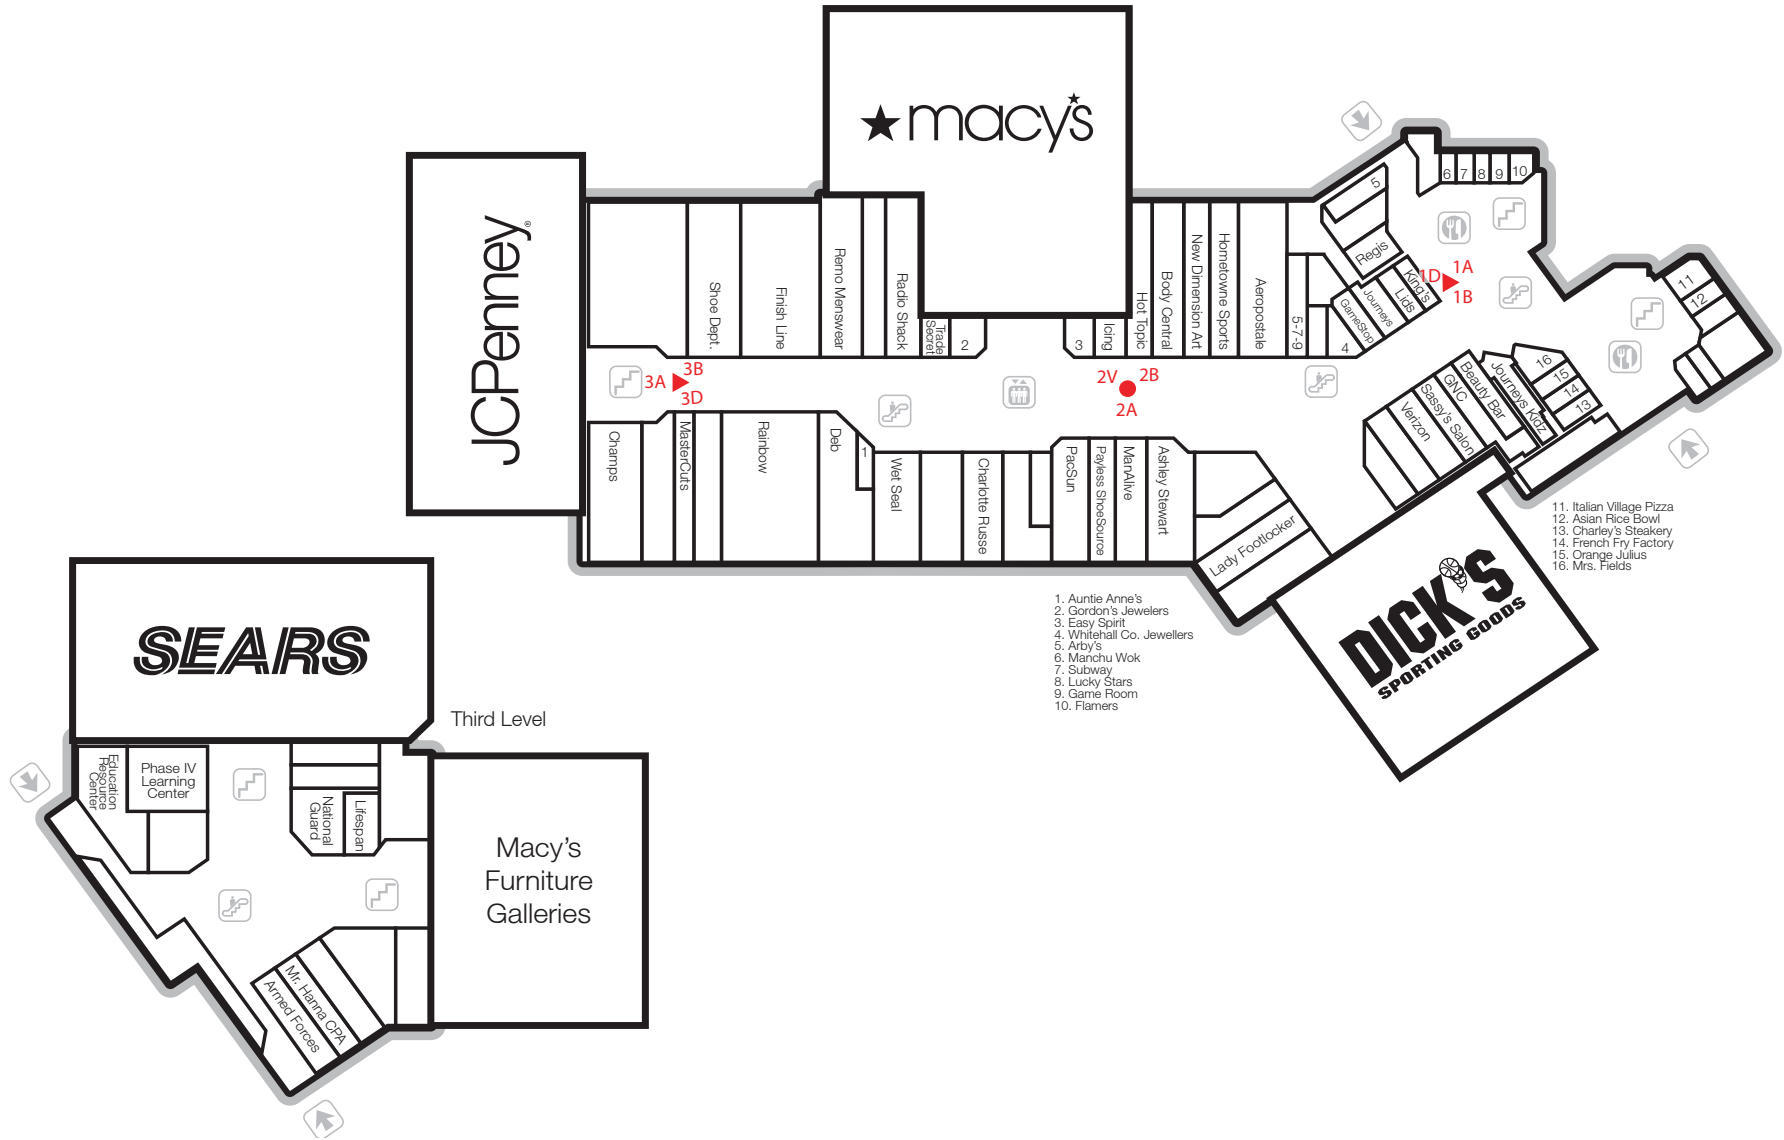 macy's
JCPenney®
Shoe Dept.
Finish Line
Remo Menswear
Radio Shack
Trade
Secret
2
3
Icing
Hot Topic
Body Central
New Dimension Art
Hometowne Sports
Aeropostale
5-7-9
4
GameStop
Journeys
Lids
King's
Regis
5
6
7
8
9
10
1D
1A
1B
11
12
3A
3B
3D
2V
2B
2A
Champs
MasterCuts
Rainbow
Deb
1
Wet Seal
Charlotte Russe
PacSun
Payless ShoeSource
ManAlive
Ashley Stewart
Lady Footlocker
Verizon
Sassy's Salon
GNC
Beauty Bar
Journeys Kidz
16
15
14
13
11. Italian Village Pizza
12. Asian Rice Bowl
13. Charley's Steakery
14. French Fry Factory
15. Orange Julius
16. Mrs. Fields
1. Auntie Anne's
2. Gordon's Jewelers
3. Easy Spirit
4. Whitehall Co. Jewellers
5. Arby's
6. Manchu Wok
7. Subway
8. Lucky Stars
9. Game Room
10. Flamers
DICK'S
SPORTING GOODS
SEARS
Third Level
Education
Resource
Center
Phase IV
Learning
Center
National
Guard
Lifespan
Macy's
Furniture
Galleries
Mr. Hanna CPA
Armed Forces